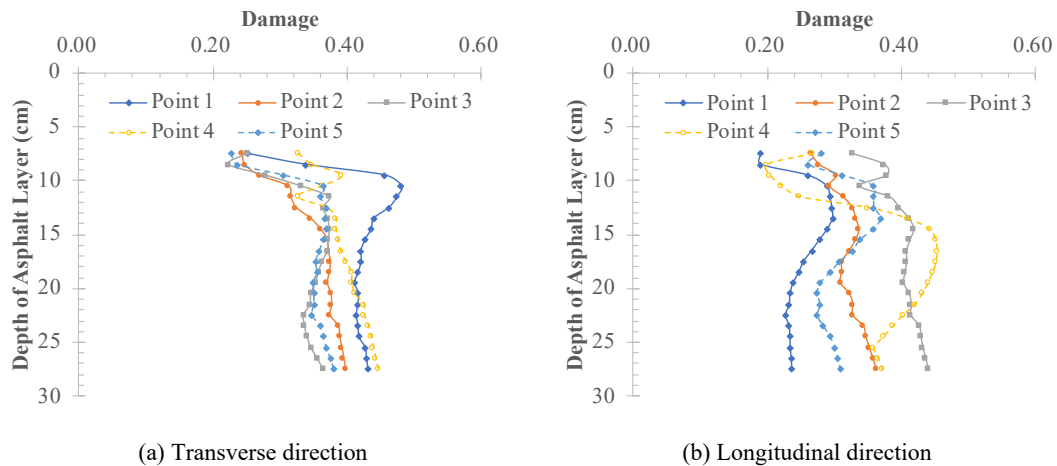 Damage
0.00 0.20 0.40 0.60
0
5
10
15
20
25
30
Depth of Asphalt Layer (cm)
Point 1 Point 2 Point 3
Point 4 Point 5
(a) Transverse direction
Damage
0.00 0.20 0.40 0.60
0
5
10
15
20
25
30
Depth of Asphalt Layer (cm)
Point 1 Point 2 Point 3
Point 4 Point 5
(b) Longitudinal direction